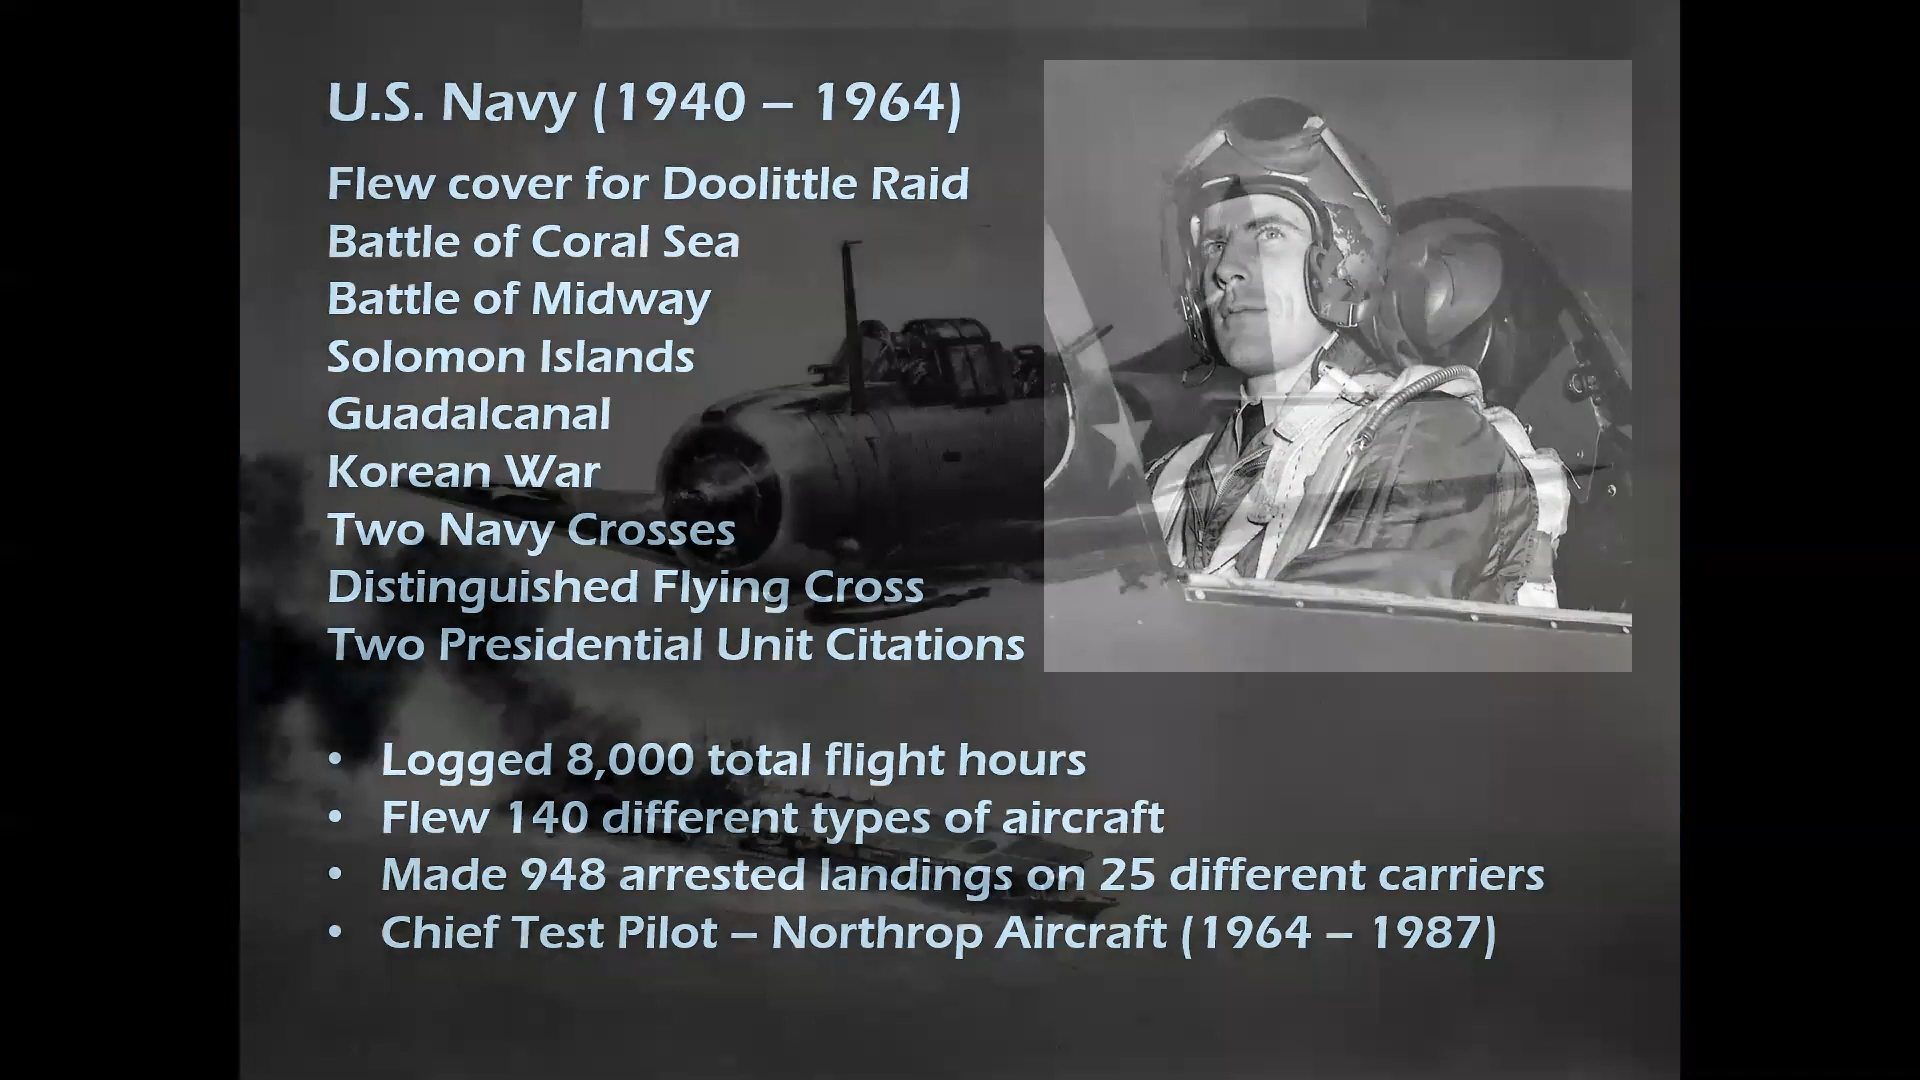 U.S. Navy (1940 – 1964)
Flew cover for Doolittle Raid
Battle of Coral Sea
Battle of Midway
Solomon Islands
Guadalcanal
Korean War
Two Navy Crosses
Distinguished Flying Cross
Two Presidential Unit Citations
• Logged 8,000 total flight hours
• Flew 140 different types of aircraft
• Made 948 arrested landings on 25 different carriers
• Chief Test Pilot – Northrop Aircraft (1964 – 1987)